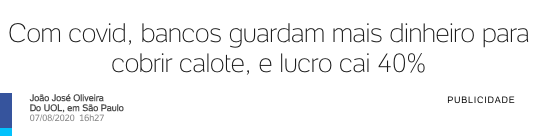 Com covid, bancos guardam mais dinheiro para
cobrir calote, e lucro cai 40%
João José Oliveira
Do UOL, em São Paulo
07/08/2020 16h27
PUBLICIDADE